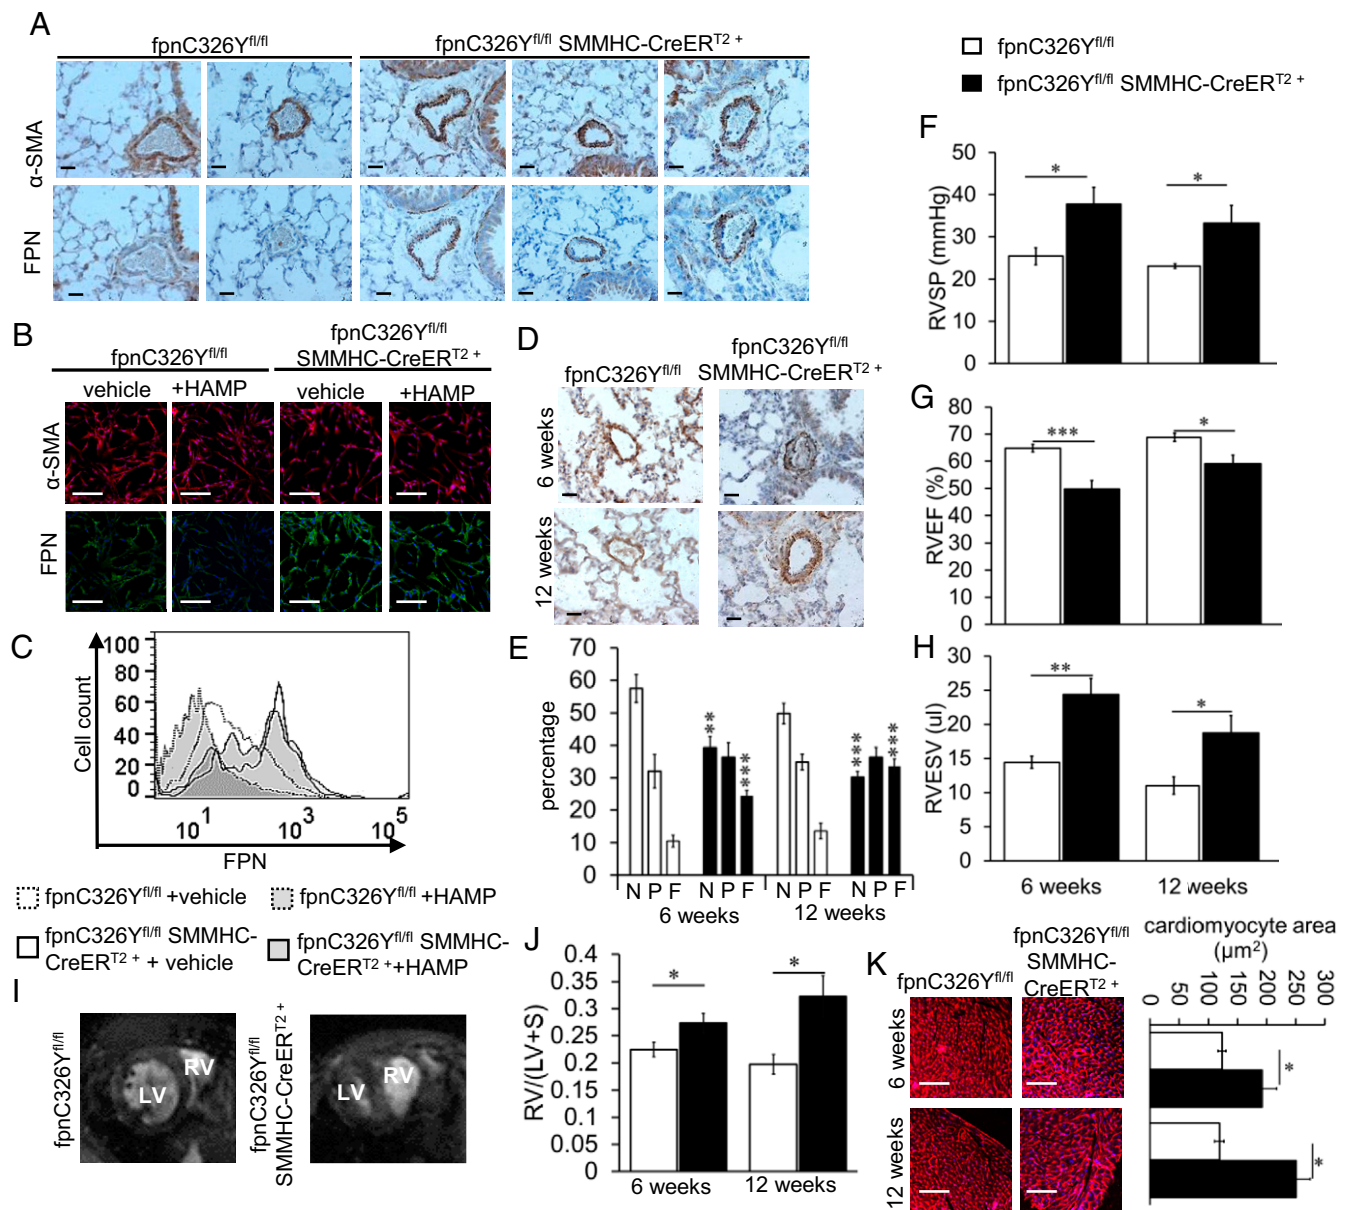 A
fpnC326Yfl/fl
fpnC326Yfl/fl SMMHC-CreERT2 +
α-SMA
FPN
B
fpnC326Yfl/fl
fpnC326Yfl/fl
SMMHC-CreERT2 +
vehicle
+HAMP
vehicle
+HAMP
α-SMA
FPN
C
Cell count
100
80
60
40
20
0
10 1
10 3
10 5
FPN
fpnC326Yfl/fl +vehicle
fpnC326Yfl/fl +HAMP
fpnC326Yfl/fl SMMHC-
CreERT2 + + vehicle
fpnC326Yfl/fl SMMHC-
CreERT2 ++HAMP
D
fpnC326Yfl/fl
fpnC326Yfl/fl
SMMHC-CreERT2 +
6 weeks
12 weeks
E
percentage
70
60
50
40
30
20
10
0
**
***
***
***
N P F N P F N P F N P F
6 weeks
12 weeks
fpnC326Yfl/fl
fpnC326Yfl/fl SMMHC-CreERT2 +
F
RVSP (mmHg)
50
40
30
20
10
0
*
*
G
RVEF (%)
80
70
60
50
40
30
20
10
0
***
*
H
RVESV (ul)
30
25
20
15
10
5
0
**
*
6 weeks
12 weeks
I
fpnC326Yfl/fl
LV
RV
fpnC326Yfl/fl
SMMHC-CreERT2 +
LV
RV
J
RV/(LV+S)
0.4
0.35
0.3
0.25
0.2
0.15
0.1
0.05
0
*
*
6 weeks
12 weeks
K
fpnC326Yfl/fl
fpnC326Yfl/fl
SMMHC-
CreERT2 +
6 weeks
12 weeks
cardiomyocyte area
(µm2)
0
50
100
150
200
250
300
*
*